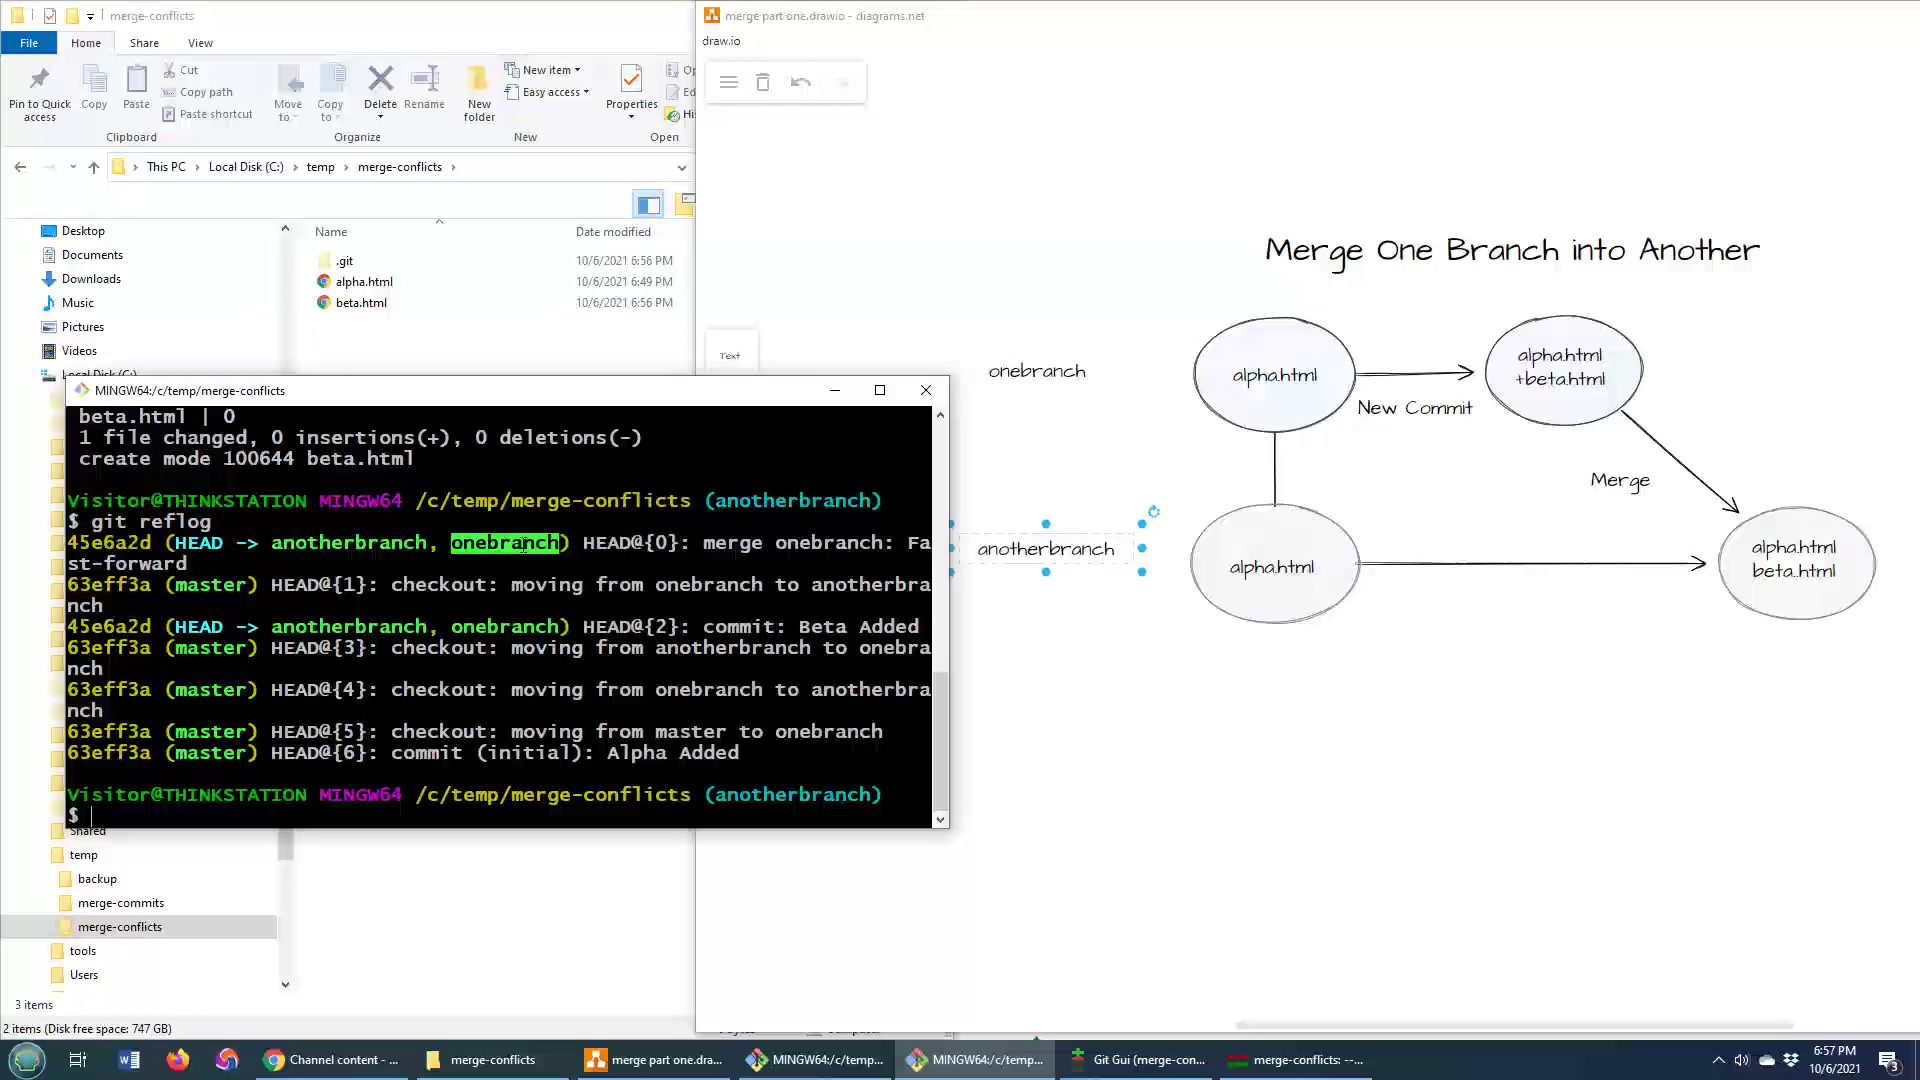 merge-conflicts
File
Home
Share
View
Pin to Quick access
Copy
Paste
Cut
Copy path
Paste shortcut
Clipboard
Move to
Copy to
Delete
Rename
Organize
New folder
New item
Easy access
New
Properties
Open
This PC
Local Disk (C:)
temp
merge-conflicts
Desktop
Documents
Downloads
Music
Pictures
Videos
Local Disk (C:)
Name
Date modified
.git
10/6/2021 6:56 PM
alpha.html
10/6/2021 6:49 PM
beta.html
10/6/2021 6:56 PM
MINGW64:/c/temp/merge-conflicts
beta.html | 0
1 file changed, 0 insertions(+), 0 deletions(-)
create mode 100644 beta.html
Visitor@THINKSTATION MINGW64 /c/temp/merge-conflicts (anotherbranch)
$ git reflog
45e6a2d (HEAD -> anotherbranch, onebranch) HEAD@{0}: merge onebranch: Fa
st-forward
63eff3a (master) HEAD@{1}: checkout: moving from onebranch to anotherbra
nch
45e6a2d (HEAD -> anotherbranch, onebranch) HEAD@{2}: commit: Beta Added
63eff3a (master) HEAD@{3}: checkout: moving from anotherbranch to onebra
nch
63eff3a (master) HEAD@{4}: checkout: moving from onebranch to anotherbra
nch
63eff3a (master) HEAD@{5}: checkout: moving from master to onebranch
63eff3a (master) HEAD@{6}: commit (initial): Alpha Added
Visitor@THINKSTATION MINGW64 /c/temp/merge-conflicts (anotherbranch)
$
Shared
temp
backup
merge-commits
merge-conflicts
tools
Users
3 items
2 items (Disk free space: 747 GB)
merge part one.drawio - diagrams.net
draw.io
Text
Merge One Branch into Another
onebranch
alpha.html
New Commit
alpha.html
+beta.html
Merge
anotherbranch
alpha.html
alpha.html
beta..html
Channel content - ...
merge-conflicts
merge part one.dra...
MINGW64:/c/temp...
MINGW64:/c/temp...
Git Gui (merge-con...
merge-conflicts: --...
6:57 PM
10/6/2021
3